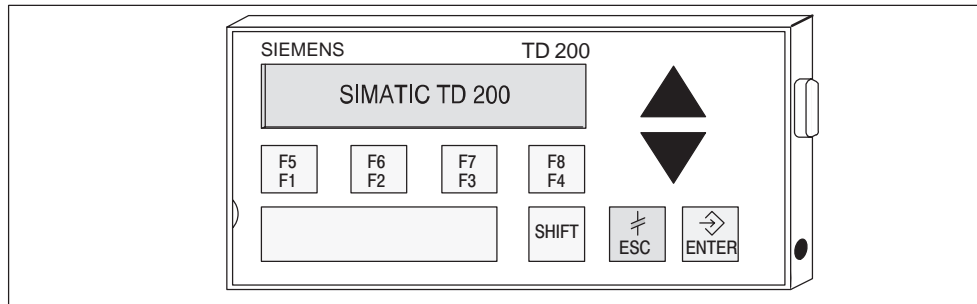 SIEMENS TD 200
SIMATIC TD 200
F5 F6 F7 F8
F1 F2 F3 F4
SHIFT ESC ENTER